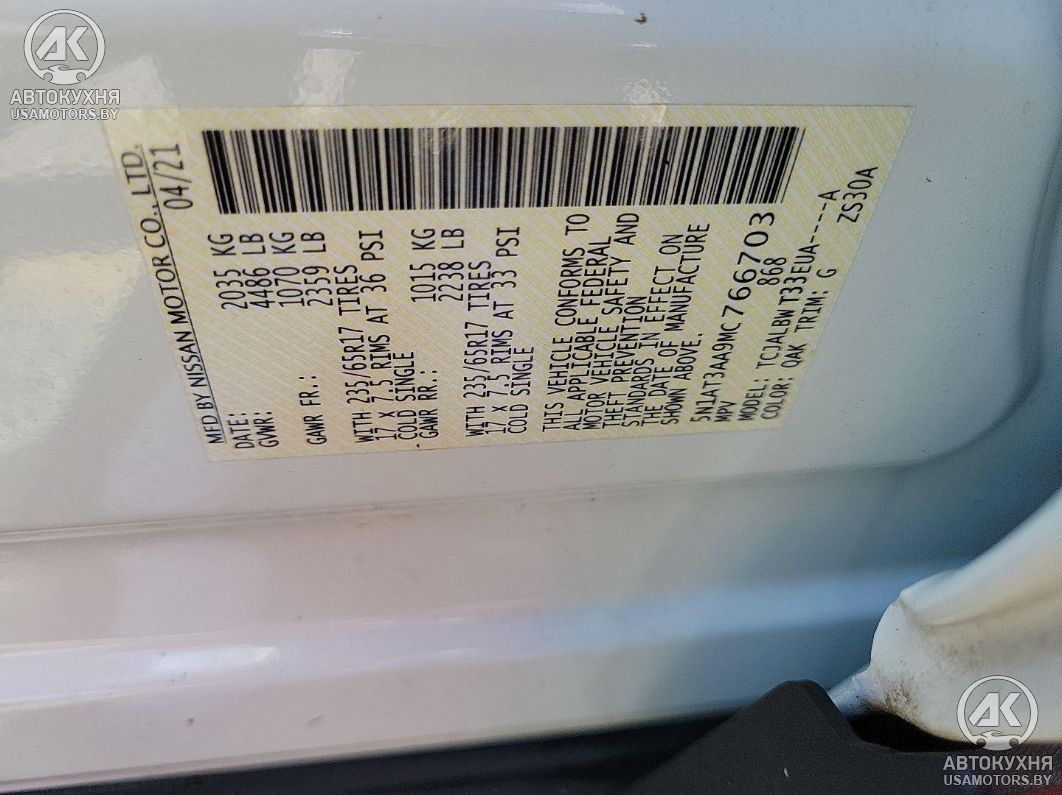 AK
АВТОКУХНЯ
USAMOTORS.BY
MFD BY NISSAN MOTOR CO., LTD.
DATE: 04/21
GVWR: 2035 KG
4486 LB
GAWR FR.: 1070 KG
2359 LB
WITH 235/65R17 TIRES
17 X 7.5 RIMS AT 36 PSI
COLD SINGLE
GAWR RR.: 1015 KG
2238 LB
WITH 235/65R17 TIRES
17 X 7.5 RIMS AT 33 PSI
COLD SINGLE
THIS VEHICLE CONFORMS TO
ALL APPLICABLE FEDERAL
MOTOR VEHICLE SAFETY AND
THEFT PREVENTION
STANDARDS IN EFFECT ON
THE DATE OF MANUFACTURE
SHOWN ABOVE.
5N1AT3AA9MC766703
MPV 868
MODEL: TCJALBWT33EUA----A
COLOR: QAK TRIM: G ZS30A
AK
АВТОКУХНЯ
USAMOTORS.BY